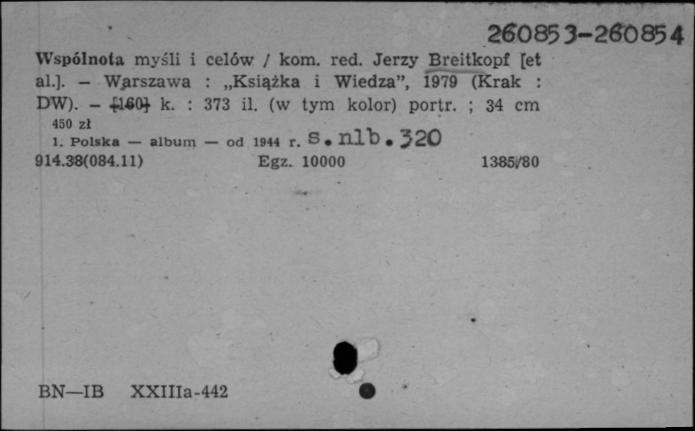 260853-260854
Wspólnota myśli i celów / kom. red. Jerzy Breitkopf [et
al.]. — Warszawa : „Książka i Wiedza”, 1979 (Krak :
DW). — [160] k. : 373 il. (w tym kolor) portr. ; 34 cm
450 zł
1. Polska — album — od 1944 r. s.nlb.320
914.38(084.11) Egz. 10000 1385/80
BN—IB XXIIIa-442